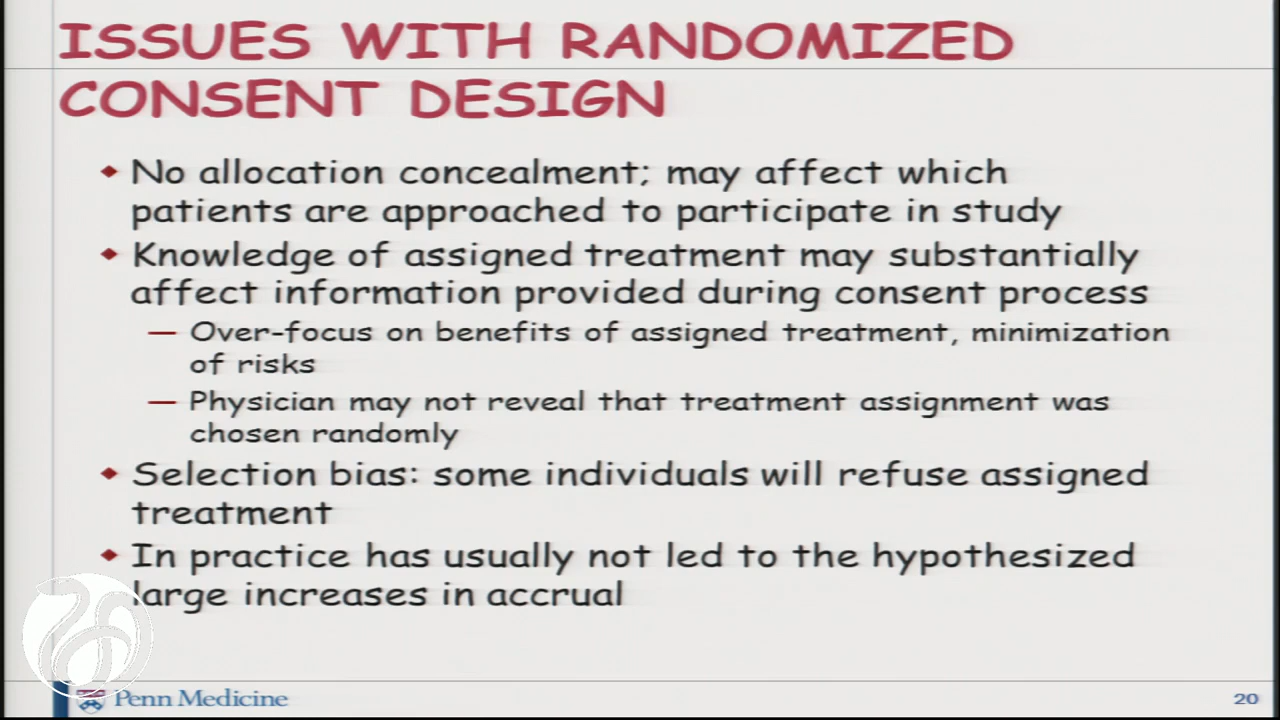 ISSUES WITH RANDOMIZED
CONSENT DESIGN
No allocation concealment; may affect which
patients are approached to participate in study
Knowledge of assigned treatment may substantially
affect information provided during consent process
— Over-focus on benefits of assigned treatment, minimization
of risks
— Physician may not reveal that treatment assignment was
chosen randomly
Selection bias: some individuals will refuse assigned
treatment
In practice has usually not led to the hypothesized
large increases in accrual
Penn Medicine
20